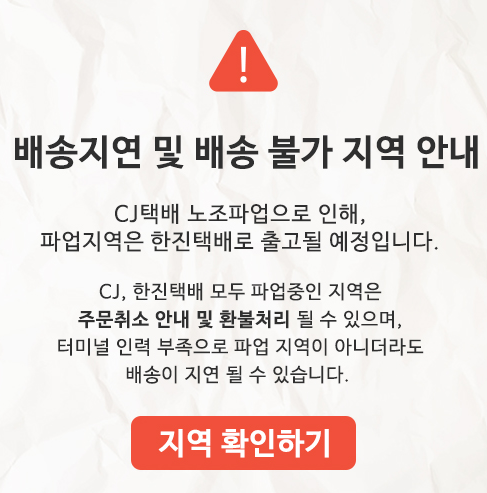 !
배송지연 및 배송 불가 지역 안내
CJ택배 노조파업으로 인해,
파업지역은 한진택배로 출고될 예정입니다.
CJ, 한진택배 모두 파업중인 지역은
주문취소 안내 및 환불처리 될 수 있으며,
터미널 인력 부족으로 파업 지역이 아니더라도
배송이 지연 될 수 있습니다.
지역 확인하기